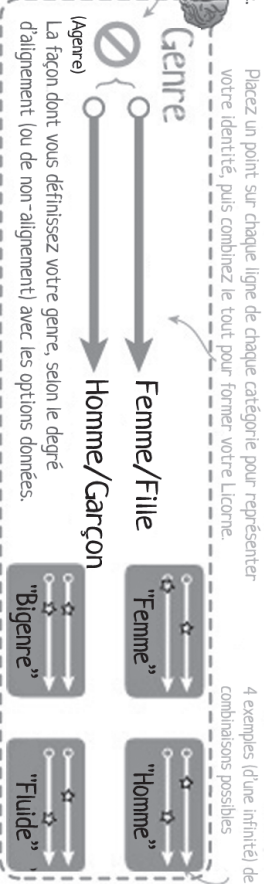 Placez un point sur chaque ligne de chaque catégorie pour représenter
votre identité, puis combinez le tout pour former votre Licorne.
4 exemples (d'une infinité) de
combinaisons possibles
Genre
(Agenre)
Femme/Fille
Homme/Garçon
La façon dont vous définissez votre genre, selon le degré
d'alignement (ou de non-alignement) avec les options données.
"Femme"
"Homme"
"Bigenre"
"Fluide"